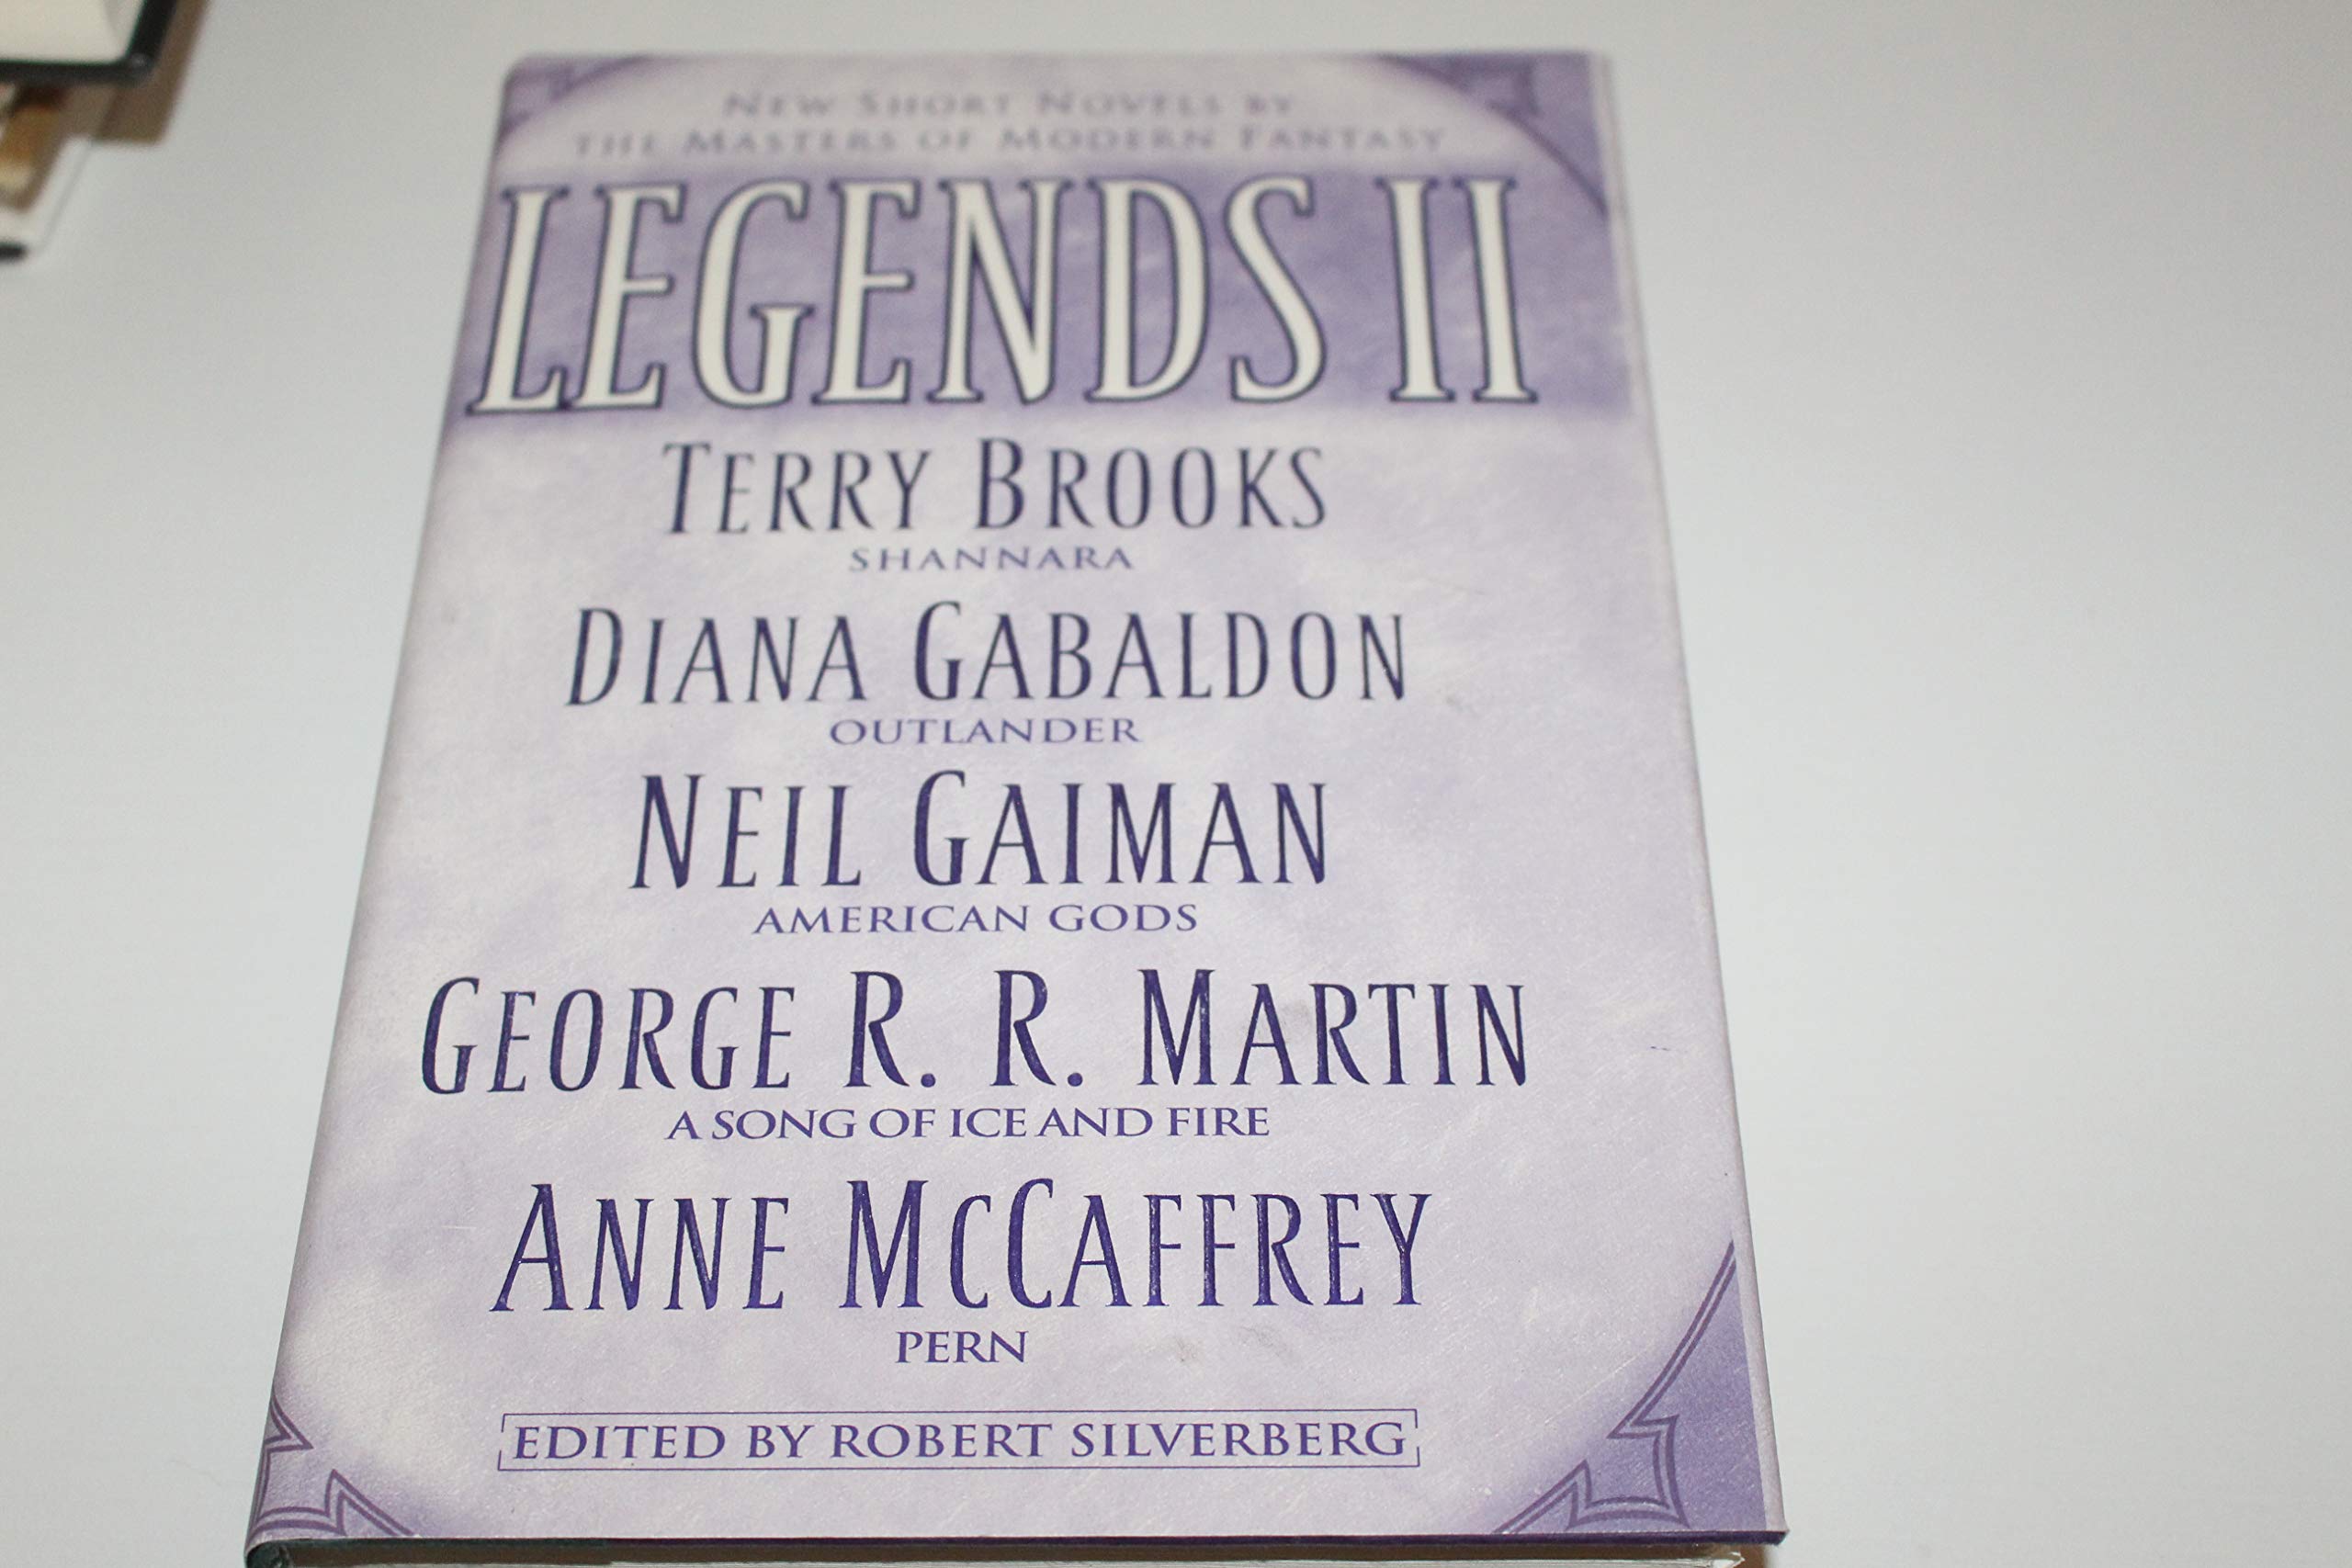 NEW SHORT NOVELS BY
THE MASTERS OF MODERN FANTASY
LEGENDS II
TERRY BROOKS
SHANNARA
DIANA GABALDON
OUTLANDER
NEIL GAIMAN
AMERICAN GODS
GEORGE R. R. MARTIN
A SONG OF ICE AND FIRE
ANNE MCCAFFREY
PERN
EDITED BY ROBERT SILVERBERG